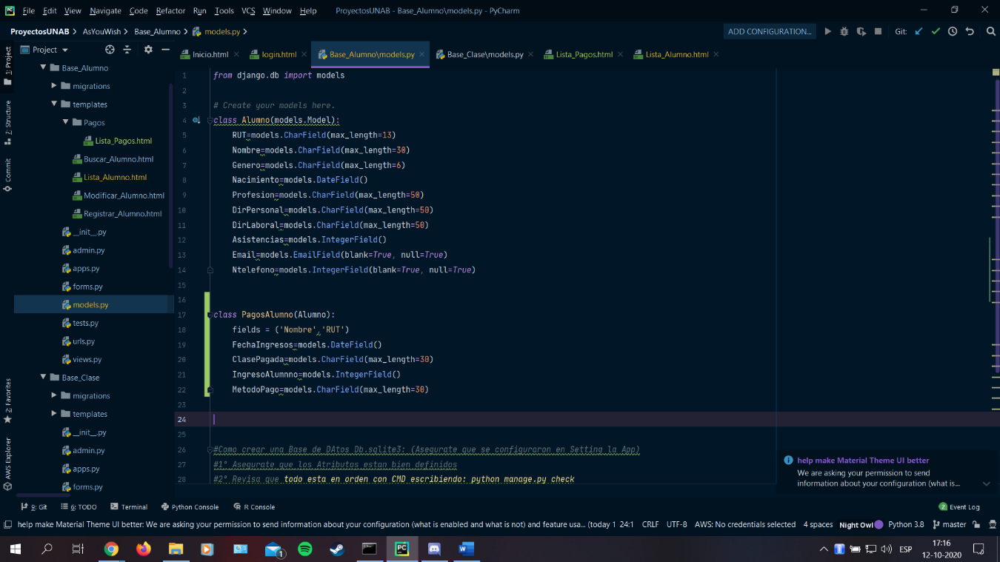 File Edit View Navigate Code Refactor Run Tools VCS Window Help ProyectosUNAB - Base_Alumno\models.py - PyCharm
ProyectosUNAB AsYouWish Base_Alumno models.py ADD CONFIGURATION... Git:
Project
Inicio.html login.html Base_Alumno\models.py Base_Clase\models.py Lista_Pagos.html Lista_Alumno.html
1: Project
7: Structure
Commit
2: Favorites
AWS Explorer
Base_Alumno
migrations
templates
Pagos
Lista_Pagos.html
Buscar_Alumno.html
Lista_Alumno.html
Modificar_Alumno.html
Registrar_Alumno.html
__init__.py
admin.py
apps.py
forms.py
models.py
tests.py
urls.py
views.py
Base_Clase
migrations
templates
__init__.py
admin.py
apps.py
forms.py
1 from django.db import models
2
3 # Create your models here.
4 class Alumno(models.Model):
5 RUT=models.CharField(max_length=13)
6 Nombre=models.CharField(max_length=30)
7 Genero=models.CharField(max_length=6)
8 Nacimiento=models.DateField()
9 Profesion=models.CharField(max_length=50)
10 DirPersonal=models.CharField(max_length=50)
11 DirLaboral=models.CharField(max_length=50)
12 Asistencias=models.IntegerField()
13 Email=models.EmailField(blank=True, null=True)
14 Ntelefono=models.IntegerField(blank=True, null=True)
15
16
17 class PagosAlumno(Alumno):
18 fields = ('Nombre','RUT')
19 FechaIngresos=models.DateField()
20 ClasePagada=models.CharField(max_length=30)
21 IngresoAlumnno=models.IntegerField()
22 MetodoPago=models.CharField(max_length=30)
23
24
25
26 #Como crear una Base de DAtos Db.sqlite3: (Asegurate que se configuraron en Setting la App)
27 #1° Asegurate que los Atributos estan bien definidos
28 #2° Revisa que todo esta en orden con CMD escribiendo: python manage.py check
help make Material Theme UI better
We are asking your permission to send
information about your configuration (what is...
9: Git 6: TODO Terminal Python Console R Console 2 Event Log
help make Material Theme UI better: We are asking your permission to send information about your configuration (what is enabled and what is not) and feature usa... (today 1 24:1 CRLF UTF-8 AWS: No credentials selected 4 spaces Night Owl Python 3.8 master
1 ESP 17:16
12-10-2020